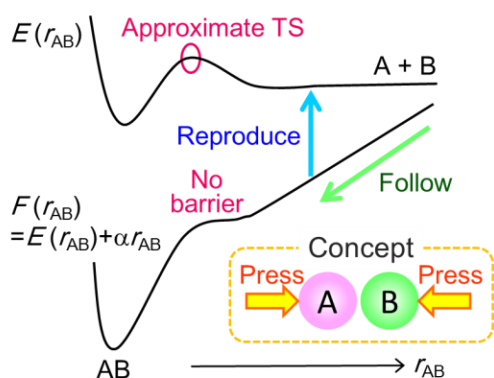 Approximate TS
E(rAB)
A + B
Reproduce
Follow
No
barrier
F(rAB)
=E(rAB)+αrAB
Concept
Press
Press
A
B
AB
rAB